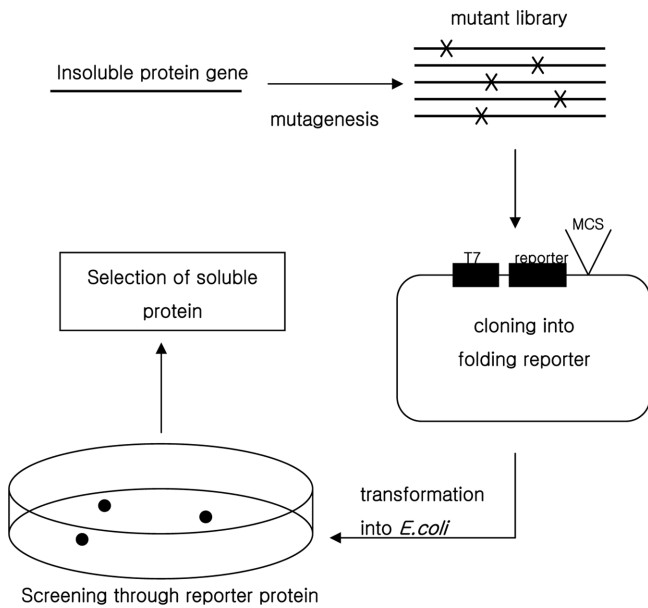 mutant library
Insoluble protein gene
mutagenesis
MCS
T7
reporter
cloning into
folding reporter
Selection of soluble
protein
transformation
into E.coli
Screening through reporter protein